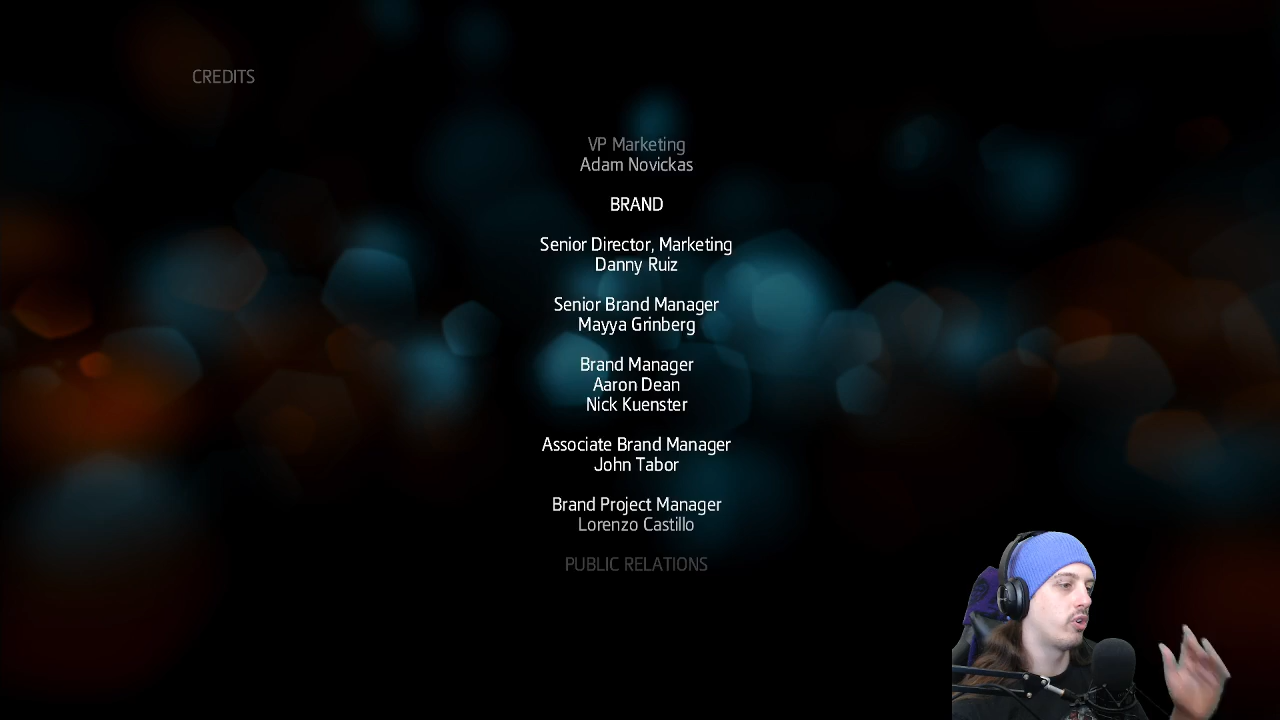 CREDITS
VP Marketing
Adam Novickas
BRAND
Senior Director, Marketing
Danny Ruiz
Senior Brand Manager
Mayya Grinberg
Brand Manager
Aaron Dean
Nick Kuenster
Associate Brand Manager
John Tabor
Brand Project Manager
Lorenzo Castillo
PUBLIC RELATIONS